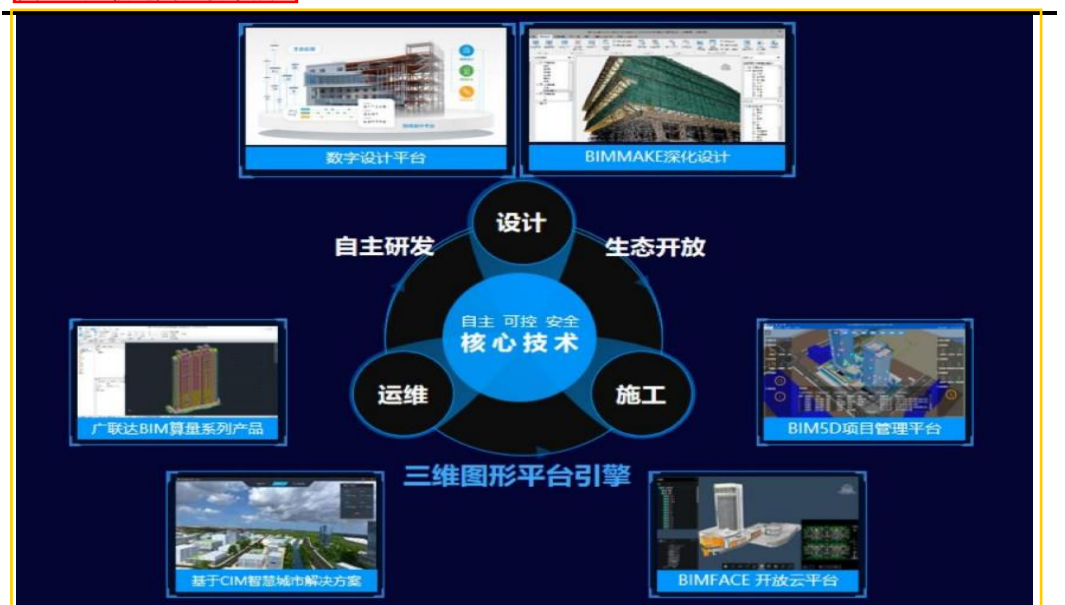 数字设计平台
BIMMAKE深化设计
设计
自主研发
生态开放
自主 可控 安全
核心技术
运维
施工
广联达BIM算量系列产品
BIM5D项目管理平台
三维图形平台引擎
基于CIM智慧城市解决方案
BIMFACE 开放云平台